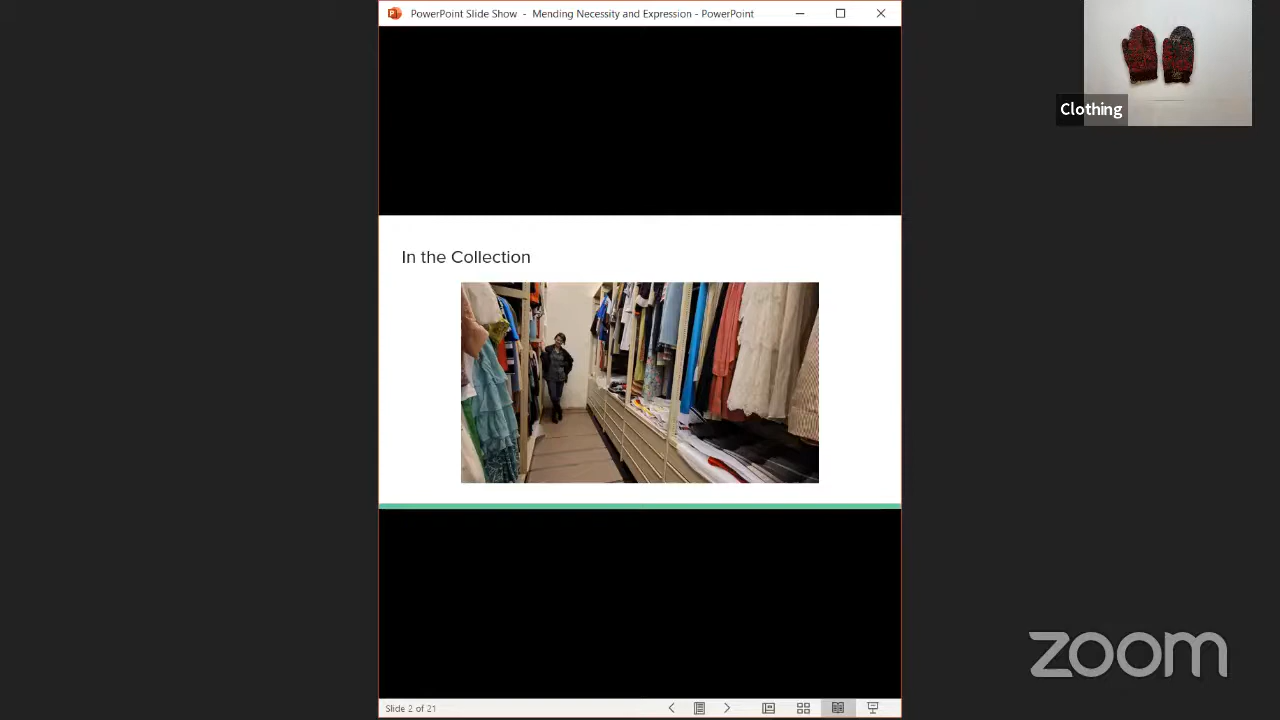 PowerPoint Slide Show - Mending Necessity and Expression - PowerPoint
Clothing
In the Collection
zoom
Slide 2 of 21